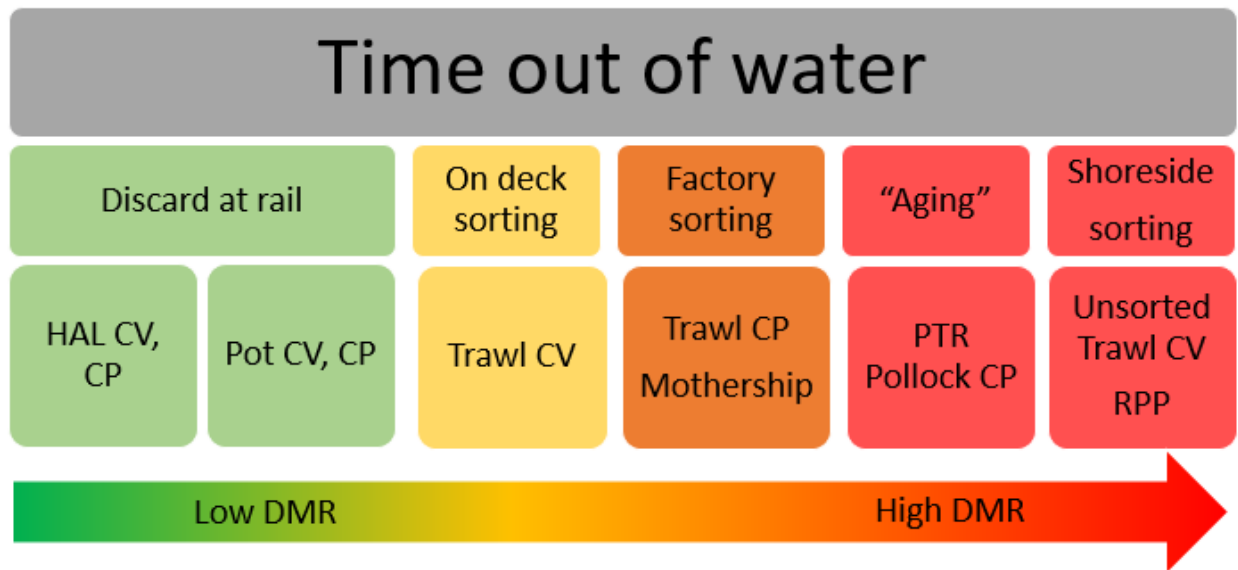 Time out of water
Discard at rail
On deck
sorting
Factory
sorting
“Aging”
Shoreside
sorting
HAL CV,
CP
Pot CV, CP
Trawl CV
Trawl CP
Mothership
PTR
Pollock CP
Unsorted
Trawl CV
RPP
Low DMR
High DMR